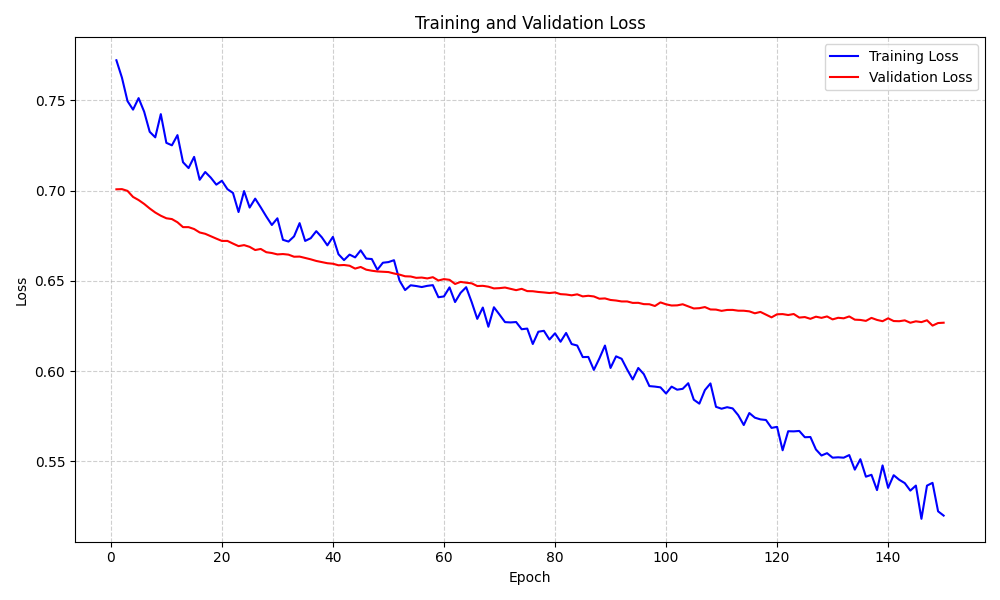 Training and Validation Loss
Training Loss
Validation Loss
0.75
0.70
0.65
0.60
0.55
Loss
0 20 40 60 80 100 120 140
Epoch